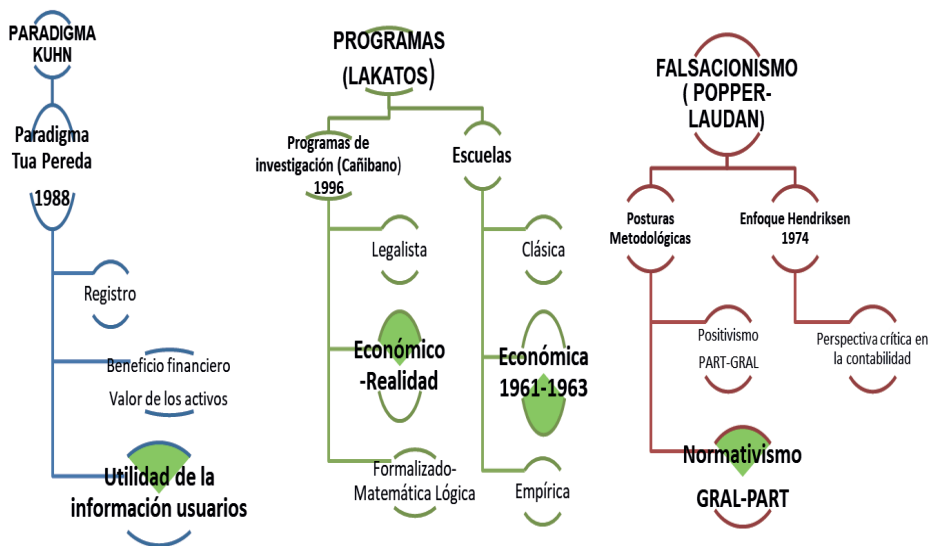 PARADIGMA
KUHN
Paradigma
Tua Pereda
1988
Registro
Beneficio financiero
Valor de los activos
Utilidad de la
información usuarios
PROGRAMAS
(LAKATOS)
Programas de
investigación (Cañibano)
1996
Legalista
Económico
-Realidad
Formalizado-
Matemática Lógica
Escuelas
Clásica
Económica
1961-1963
Empírica
FALSACIONISMO
( POPPER-
LAUDAN)
Posturas
Metodológicas
Positivismo
PART-GRAL
Normativismo
GRAL-PART
Enfoque Hendriksen
1974
Perspectiva crítica en
la contabilidad